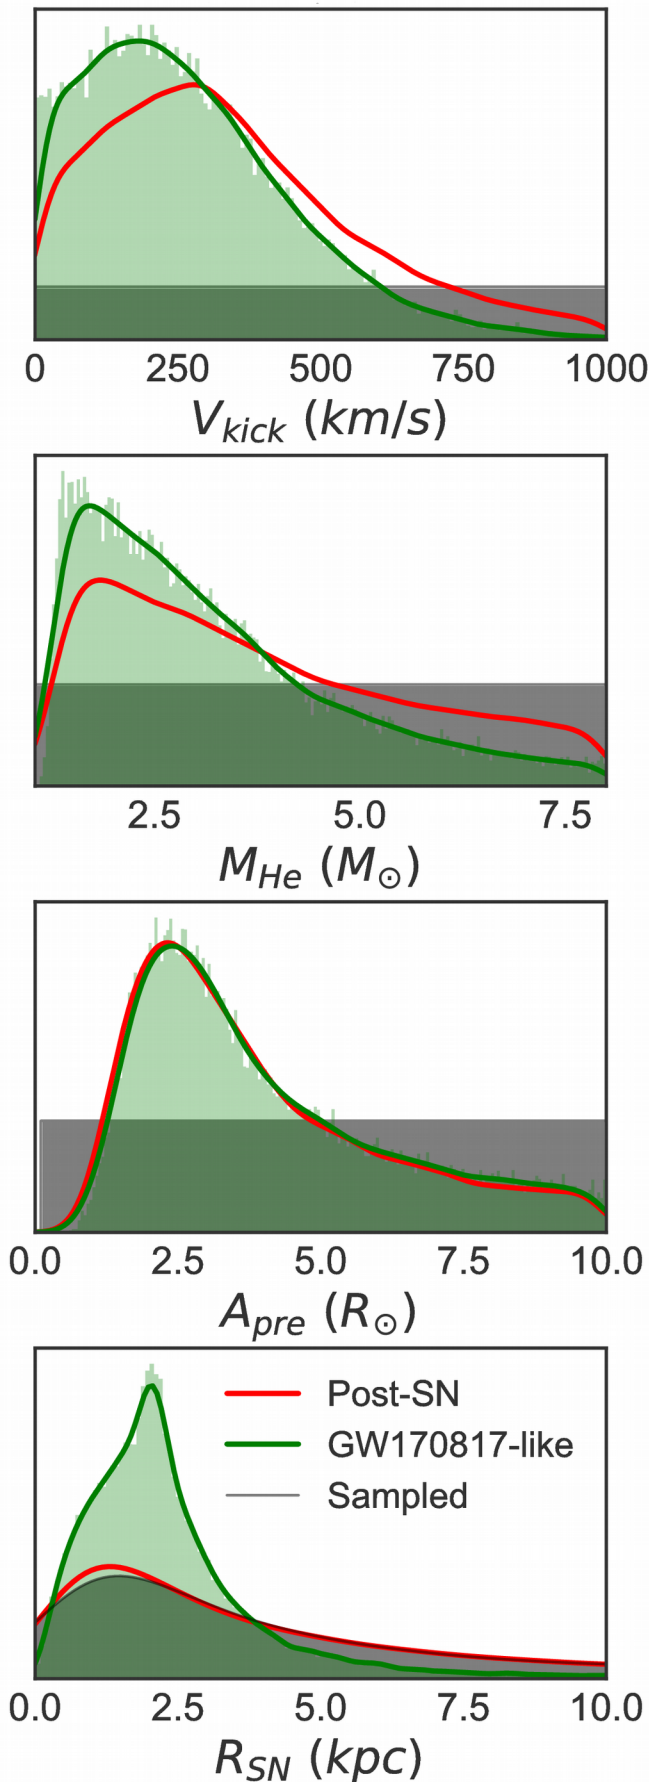 0 250 500 750 1000
V_kick (km/s)
2.5 5.0 7.5
M_He (M_⊙)
0.0 2.5 5.0 7.5 10.0
A_pre (R_⊙)
Post-SN
GW170817-like
Sampled
0.0 2.5 5.0 7.5 10.0
R_SN (kpc)